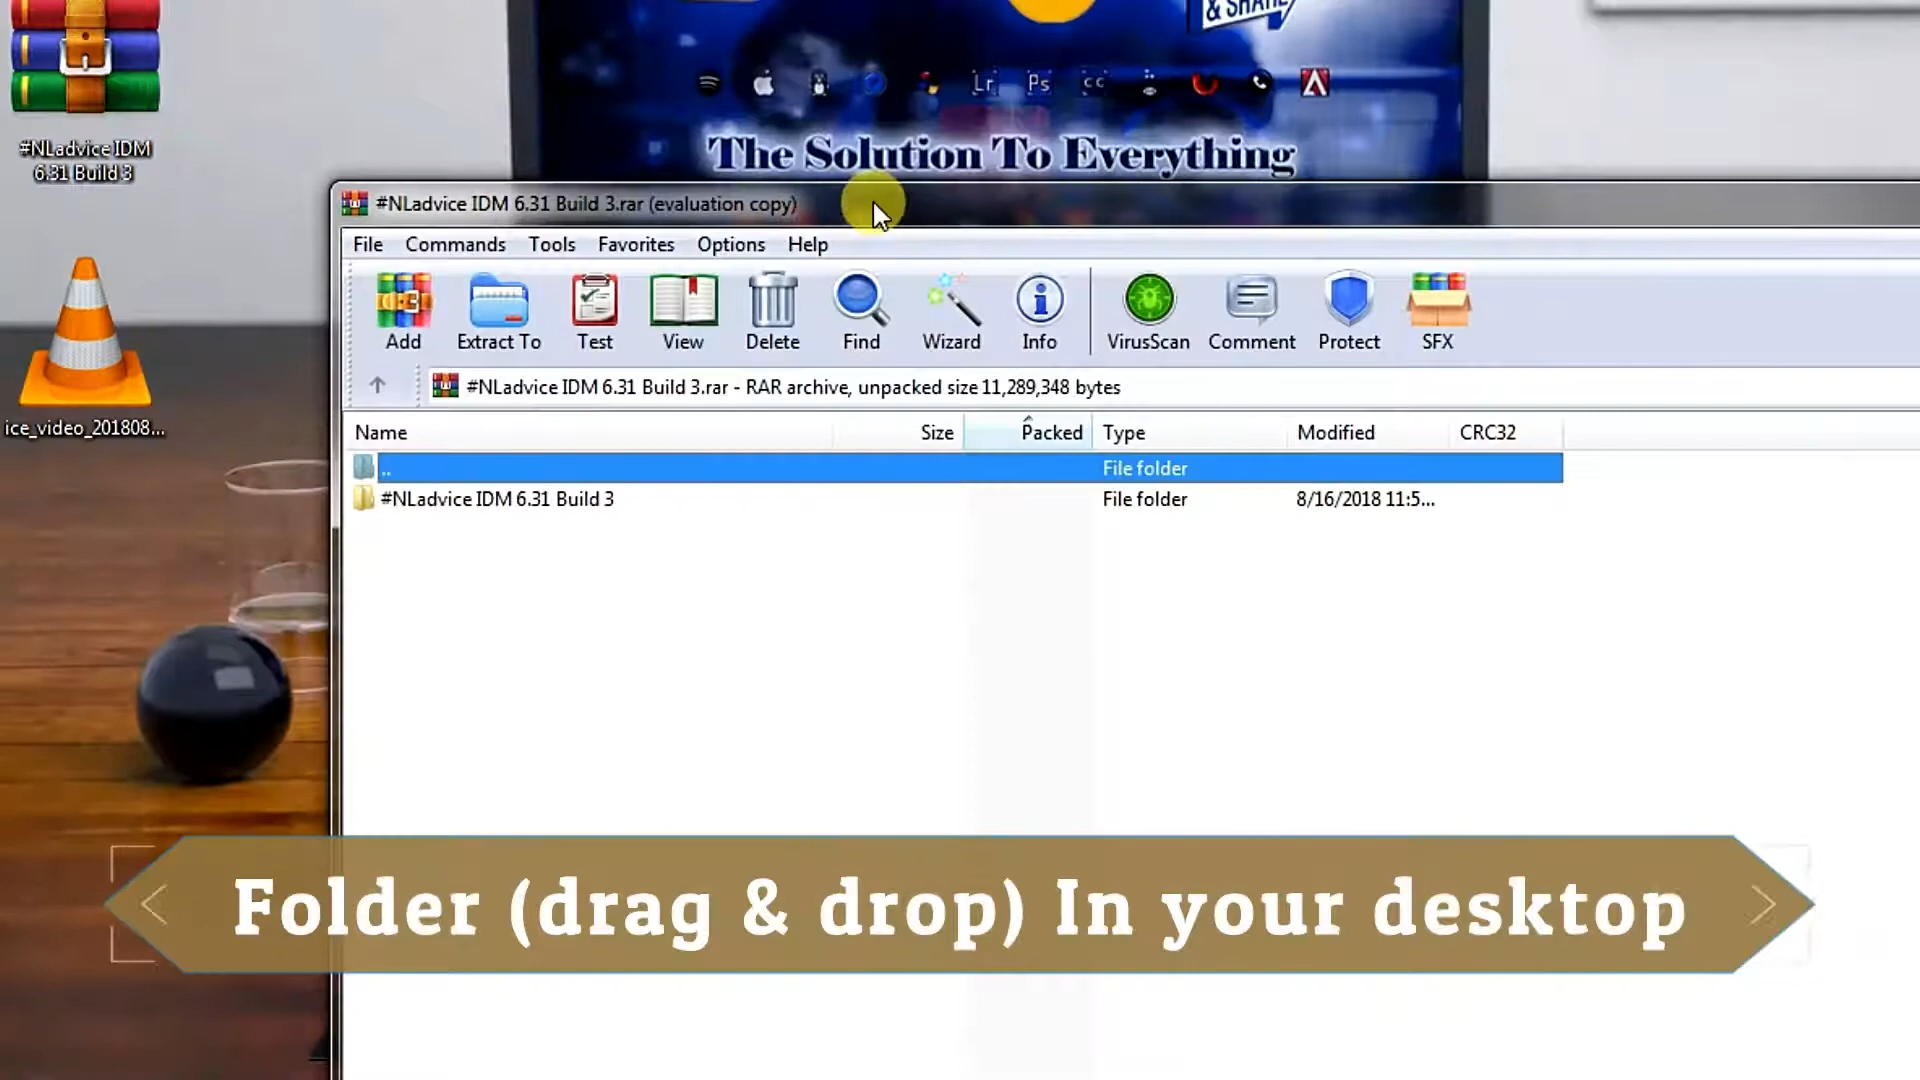 & SHARE
Lr Ps cc
The Solution To Everything
#NLadvice IDM
6.31 Build 3
#NLadvice IDM 6.31 Build 3.rar (evaluation copy)
File Commands Tools Favorites Options Help
Add Extract To Test View Delete Find Wizard Info VirusScan Comment Protect SFX
#NLadvice IDM 6.31 Build 3.rar - RAR archive, unpacked size 11,289,348 bytes
ice_video_201808...
Name Size Packed Type Modified CRC32
.. File folder
#NLadvice IDM 6.31 Build 3 File folder 8/16/2018 11:5...
Folder (drag & drop) In your desktop